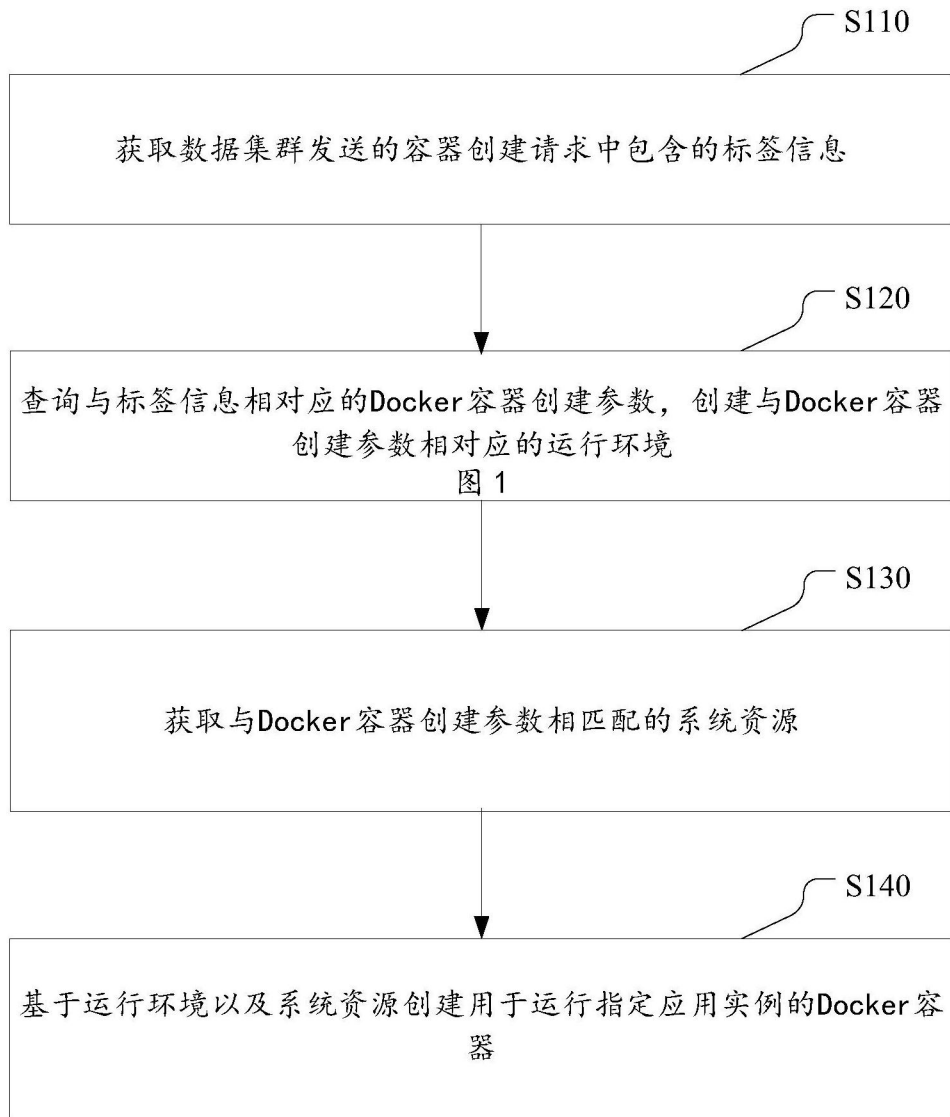 S110
获取数据集群发送的容器创建请求中包含的标签信息
S120
查询与标签信息相对应的Docker容器创建参数，创建与Docker容器
创建参数相对应的运行环境
图 1
S130
获取与Docker容器创建参数相匹配的系统资源
S140
基于运行环境以及系统资源创建用于运行指定应用实例的Docker容
器